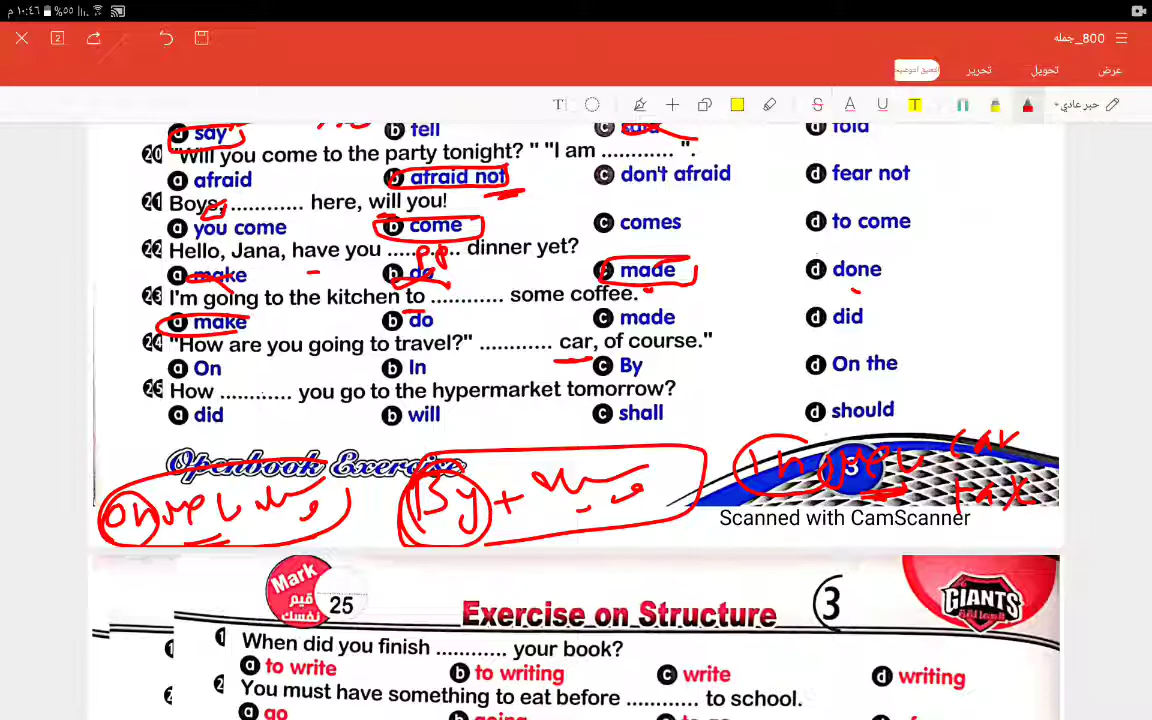 ١٠:٤٦ م
%٥٥
800_جمله
عرض
تحويل
تحرير
حبر عادي
a say b fell c said d told
20 "Will you come to the party tonight? " "I am ............ ".
a afraid b afraid not c don't afraid d fear not
21 Boys, ............ here, will you!
a you come b come c comes d to come
22 Hello, Jana, have you ............ dinner yet?
p.p
a make b do c made d done
23 I'm going to the kitchen to ............ some coffee.
a make b do c made d did
24 "How are you going to travel?" ............ car, of course."
a On b In c By d On the
25 How ............ you go to the hypermarket tomorrow?
a did b will c shall d should
Openbook Exercise
3
on
By +
in
car
tax
Scanned with CamScanner
Mark
قيم
نفسك
25
Exercise on Structure
(3
GIANTS
العمالقة
1 When did you finish ............ your book?
a to write b to writing c write d writing
2 You must have something to eat before ............ to school.
a go b going c to go